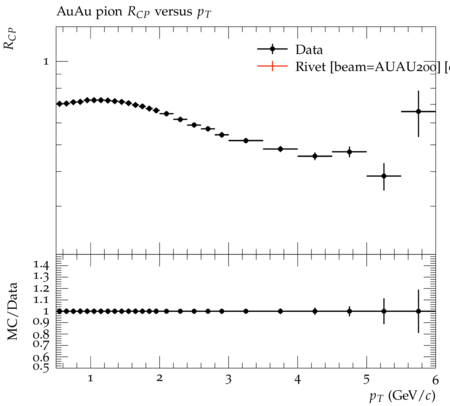 AuAu pion R_CP versus p_T
R_CP
1
Data
Rivet [beam=AUAU200] [
MC/Data
1.4
1.3
1.2
1.1
1
0.9
0.8
0.7
0.6
0.5
1 2 3 4 5 6
p_T (GeV/c)